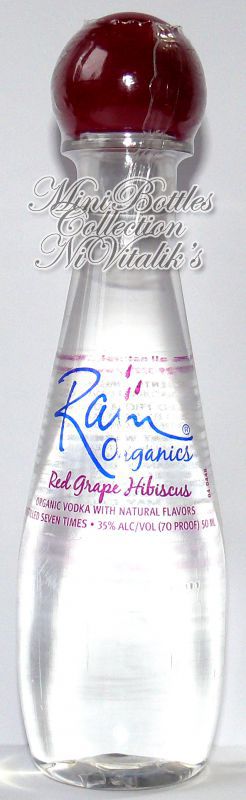 MiniBottles
Collection
NiVitalik's
Rain®
Organics
Red Grape Hibiscus
ORGANIC VODKA WITH NATURAL FLAVORS
LLED SEVEN TIMES • 35% ALC/VOL (70 PROOF) 50 ML